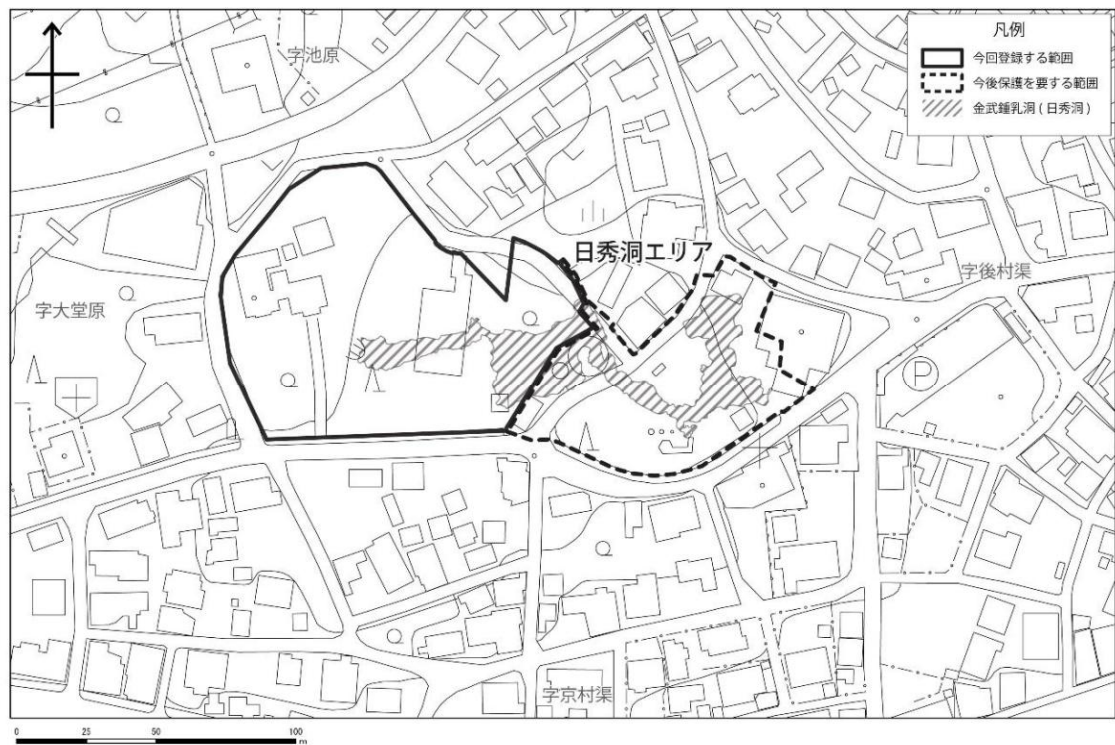 凡例
今回登録する範囲
今後保護を要する範囲
金武鍾乳洞 ( 日秀洞 )
字池原
日秀洞エリア
字後村渠
字大堂原
P
字京村渠
0 25 50 100
m